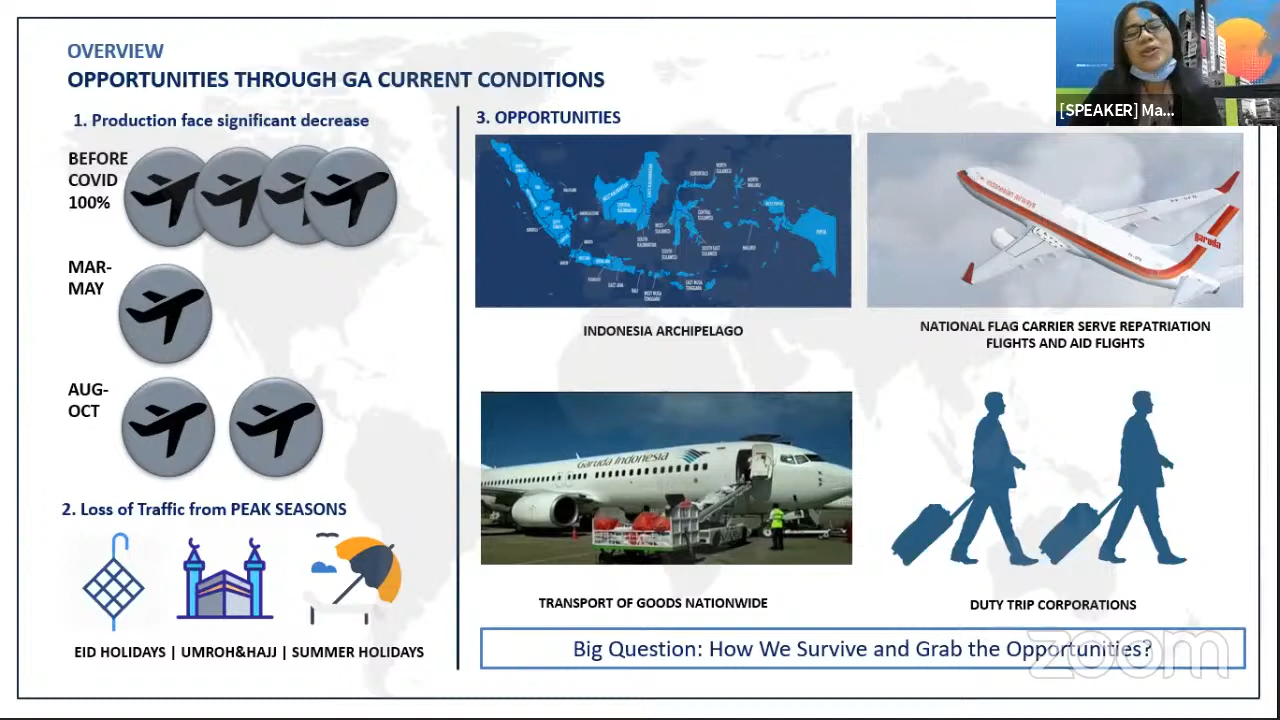 OVERVIEW
OPPORTUNITIES THROUGH GA CURRENT CONDITIONS
1. Production face significant decrease
BEFORE
COVID
100%
MAR-
MAY
AUG-
OCT
2. Loss of Traffic from PEAK SEASONS
EID HOLIDAYS | UMROH&HAJJ | SUMMER HOLIDAYS
3. OPPORTUNITIES
INDONESIA ARCHIPELAGO
indonesian airways
garuda
NATIONAL FLAG CARRIER SERVE REPATRIATION
FLIGHTS AND AID FLIGHTS
Garuda Indonesia
TRANSPORT OF GOODS NATIONWIDE
DUTY TRIP CORPORATIONS
Big Question: How We Survive and Grab the Opportunities?
zoom
[SPEAKER] Ma...